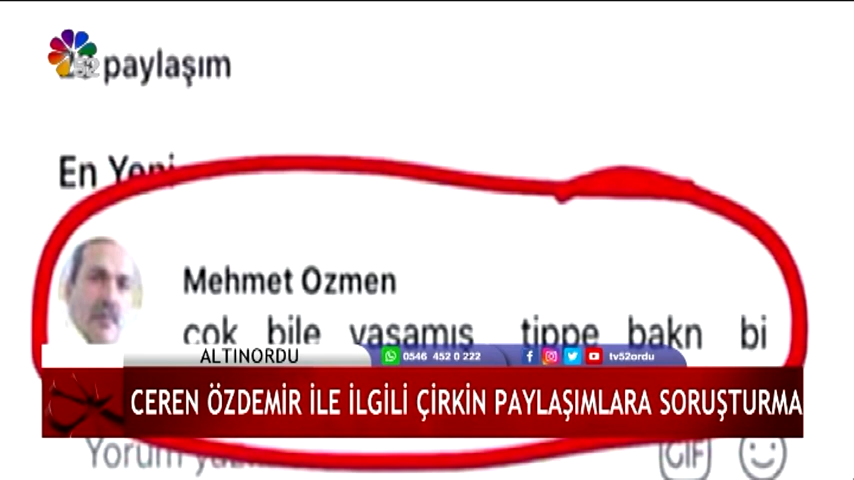 52
paylaşım
En Yeni
Mehmet Ozmen
cok bile yasamıs tippe bakn bi
ALTINORDU
0546 452 0 222
tv52ordu
CEREN ÖZDEMİR İLE İLGİLİ ÇİRKİN PAYLAŞIMLARA SORUŞTURMA
Yorum
GIF